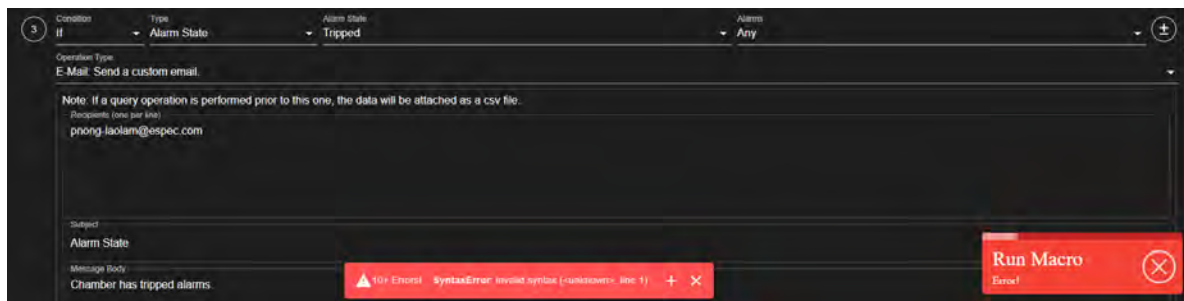 Condition Type Alarm State Alarms
3 If Alarm State Tripped Any
Operation Type
E-Mail: Send a custom email.
Note: If a query operation is performed prior to this one, the data will be attached as a csv file.
Recipients (one per line)
pnong-laolam@espec.com
Subject
Alarm State
Message Body
Chamber has tripped alarms.
10+ Errors! SyntaxError: invalid syntax (<unknown>, line 1)
Run Macro
Error!